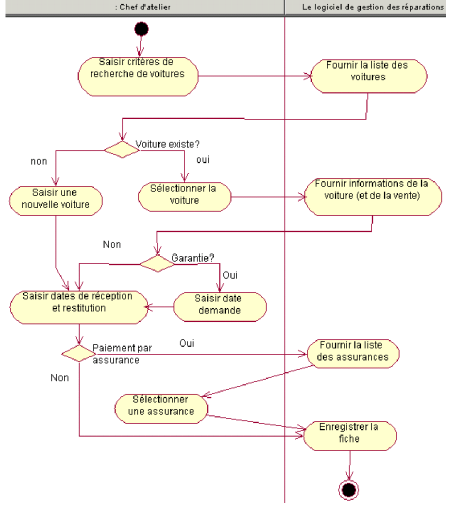 : Chef d'atelier
Le logiciel de gestion des réparations
Saisir critères de
recherche de voitures
Fournir la liste des
voitures
Voiture existe?
non
oui
Saisir une
nouvelle voiture
Sélectionner la
voiture
Fournir informations de la
voiture (et de la vente)
Non
Garantie?
Oui
Saisir dates de réception
et restitution
Saisir date
demande
Paiement par
assurance
Oui
Non
Fournir la liste
des assurances
Sélectionner
une assurance
Enregistrer la
fiche